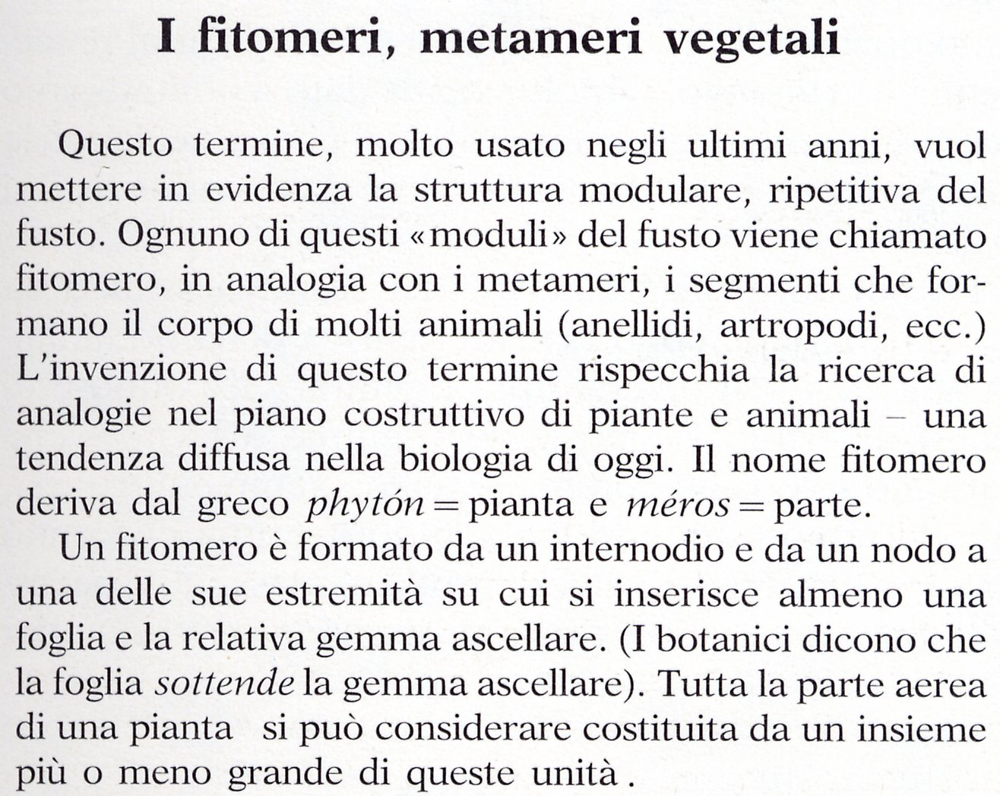 I fitomeri, metameri vegetali
Questo termine, molto usato negli ultimi anni, vuol
mettere in evidenza la struttura modulare, ripetitiva del
fusto. Ognuno di questi «moduli» del fusto viene chiamato
fitomero, in analogia con i metameri, i segmenti che for-
mano il corpo di molti animali (anellidi, artropodi, ecc.)
L'invenzione di questo termine rispecchia la ricerca di
analogie nel piano costruttivo di piante e animali – una
tendenza diffusa nella biologia di oggi. Il nome fitomero
deriva dal greco phytón = pianta e méros = parte.
Un fitomero è formato da un internodio e da un nodo a
una delle sue estremità su cui si inserisce almeno una
foglia e la relativa gemma ascellare. (I botanici dicono che
la foglia sottende la gemma ascellare). Tutta la parte aerea
di una pianta si può considerare costituita da un insieme
più o meno grande di queste unità .